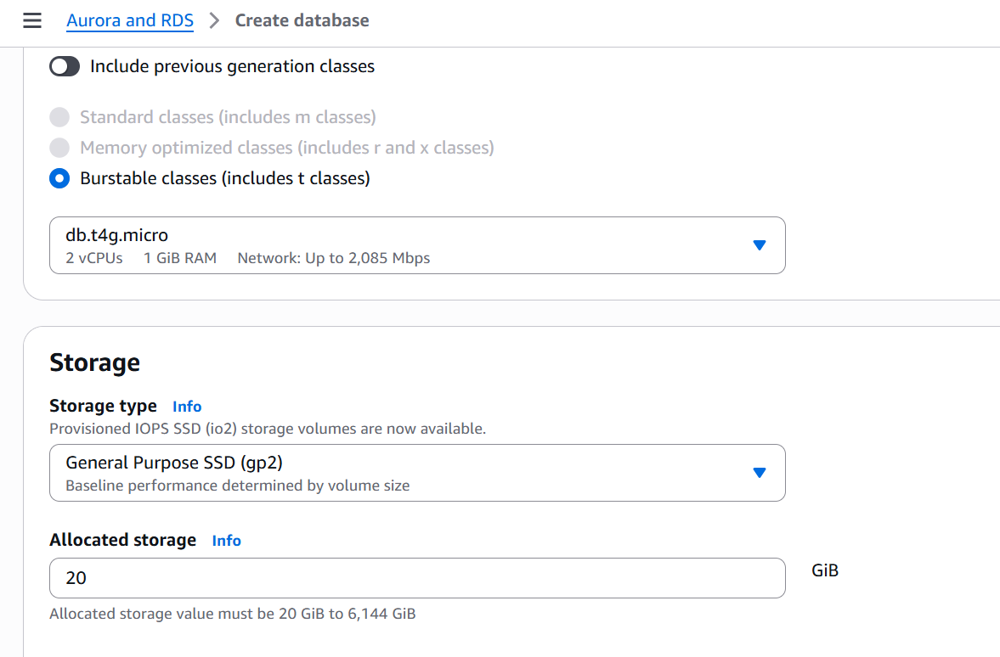 Aurora and RDS > Create database
Include previous generation classes
Standard classes (includes m classes)
Memory optimized classes (includes r and x classes)
Burstable classes (includes t classes)
db.t4g.micro
2 vCPUs 1 GiB RAM Network: Up to 2,085 Mbps
Storage
Storage type Info
Provisioned IOPS SSD (io2) storage volumes are now available.
General Purpose SSD (gp2)
Baseline performance determined by volume size
Allocated storage Info
20 GiB
Allocated storage value must be 20 GiB to 6,144 GiB